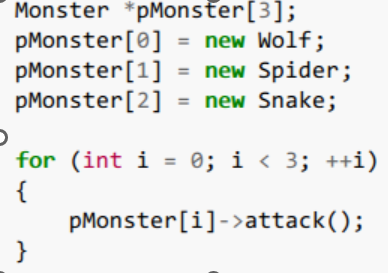 Monster *pMonster[3];
pMonster[0] = new Wolf;
pMonster[1] = new Spider;
pMonster[2] = new Snake;
for (int i = 0; i < 3; ++i)
{
    pMonster[i]->attack();
}